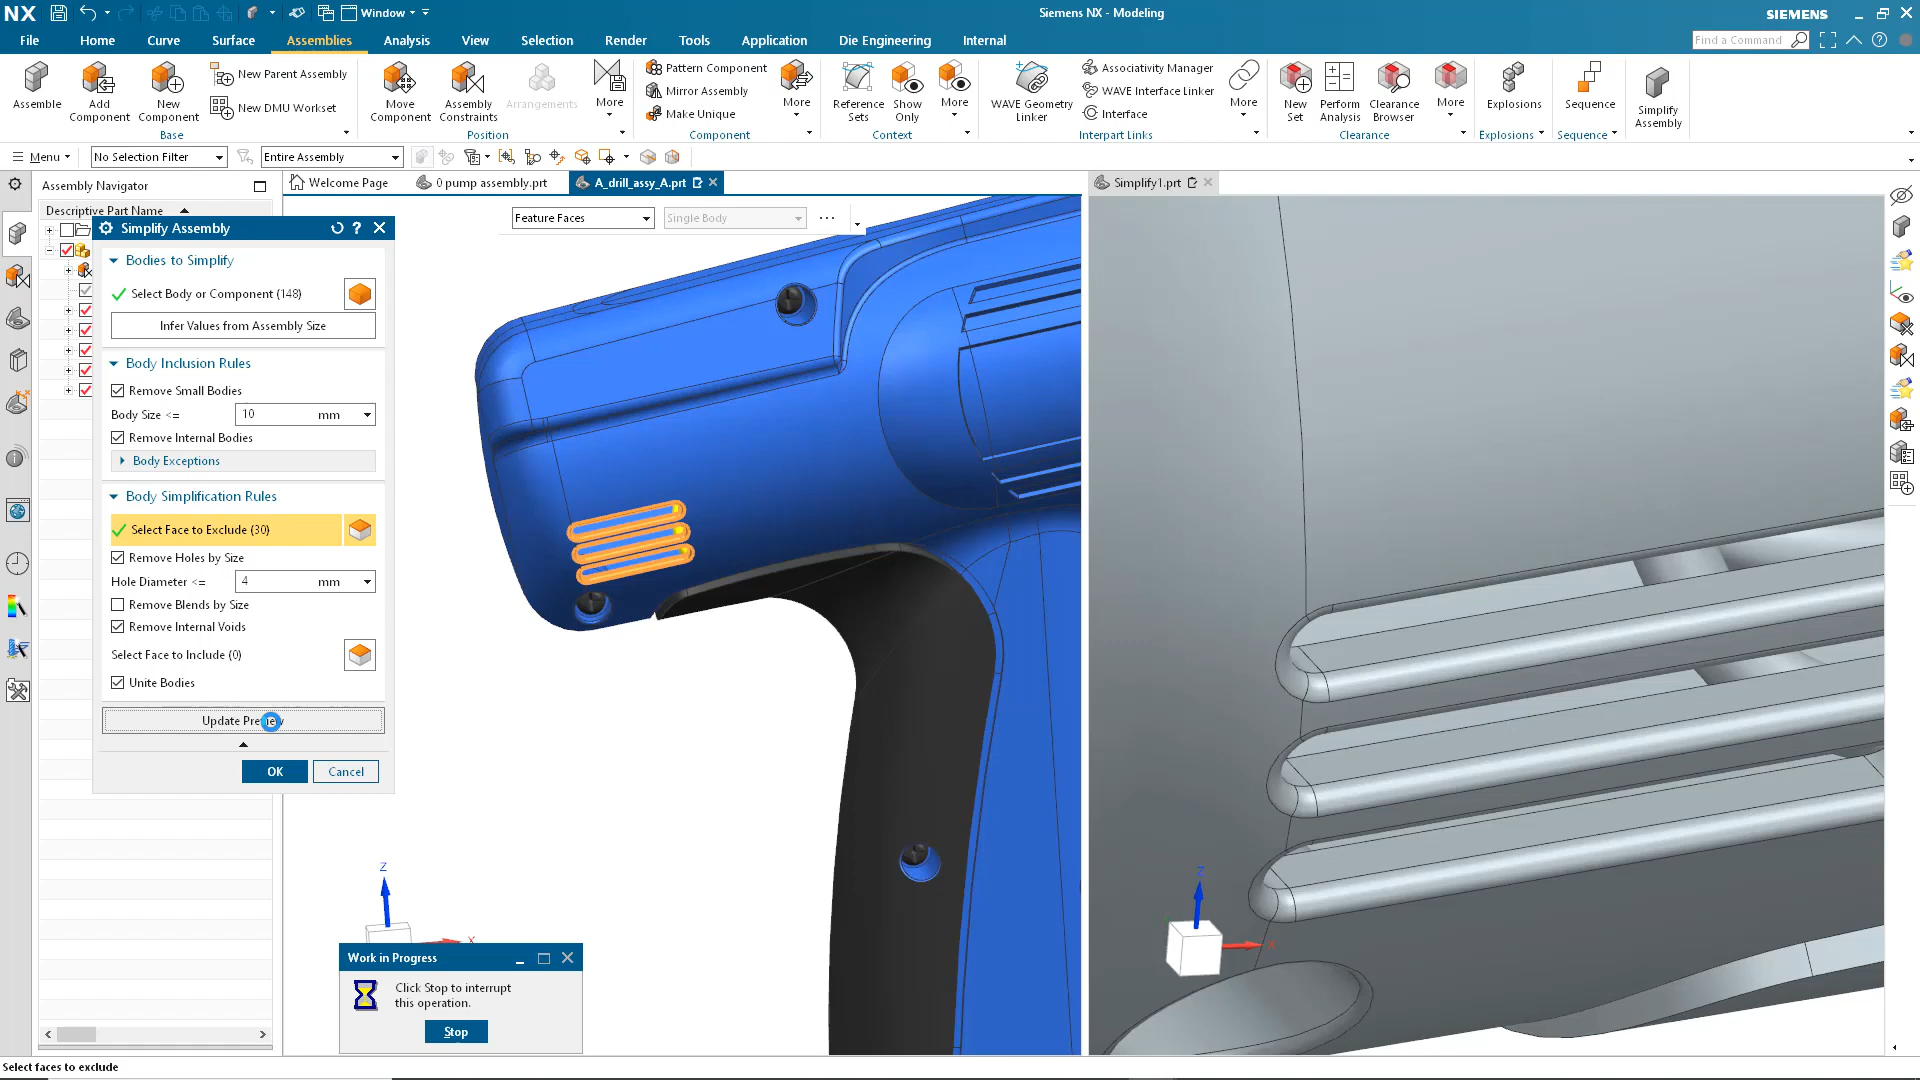 NX
Window
Siemens NX - Modeling
SIEMENS
File
Home
Curve
Surface
Assemblies
Analysis
View
Selection
Render
Tools
Application
Die Engineering
Internal
Find a Command
Assemble
Add Component
New Component
New Parent Assembly
New DMU Workset
Base
Move Component
Assembly Constraints
Arrangements
More
Position
Pattern Component
Mirror Assembly
Make Unique
More
Component
Reference Sets
Show Only
More
Context
WAVE Geometry Linker
Associativity Manager
WAVE Interface Linker
Interface
More
Interpart Links
New Set
Perform Analysis
Clearance Browser
More
Clearance
Explosions
Explosions
Sequence
Sequence
Simplify Assembly
Menu
No Selection Filter
Entire Assembly
Assembly Navigator
Welcome Page
0 pump assembly.prt
A_drill_assy_A.prt
Simplify1.prt
Descriptive Part Name
Feature Faces
Single Body
Simplify Assembly
Bodies to Simplify
Select Body or Component (148)
Infer Values from Assembly Size
Body Inclusion Rules
Remove Small Bodies
Body Size <= 10 mm
Remove Internal Bodies
Body Exceptions
Body Simplification Rules
Select Face to Exclude (30)
Remove Holes by Size
Hole Diameter <= 4 mm
Remove Blends by Size
Remove Internal Voids
Select Face to Include (0)
Unite Bodies
Update Preview
OK
Cancel
Z
X
Z
X
Work in Progress
Click Stop to interrupt
this operation.
Stop
Select faces to exclude